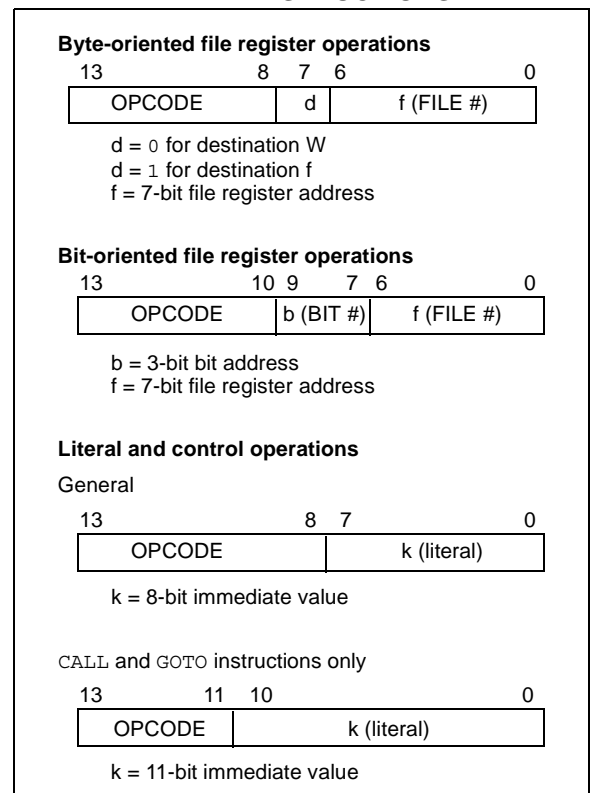 Byte-oriented file register operations
13 8 7 6 0
OPCODE d f (FILE #)
d = 0 for destination W
d = 1 for destination f
f = 7-bit file register address
Bit-oriented file register operations
13 10 9 7 6 0
OPCODE b (BIT #) f (FILE #)
b = 3-bit bit address
f = 7-bit file register address
Literal and control operations
General
13 8 7 0
OPCODE k (literal)
k = 8-bit immediate value
CALL and GOTO instructions only
13 11 10 0
OPCODE k (literal)
k = 11-bit immediate value